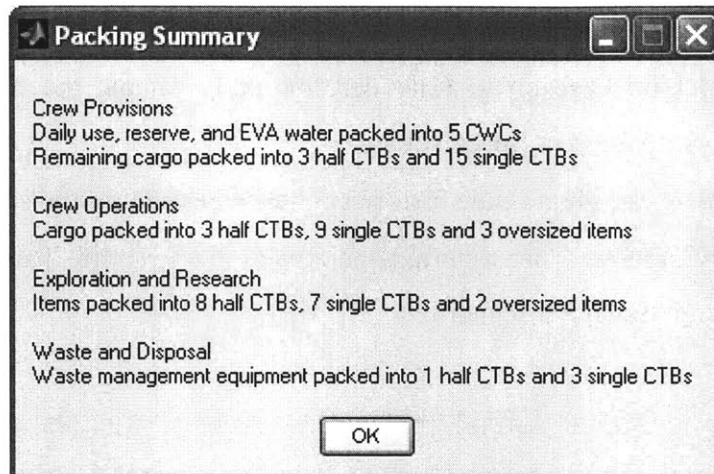 Packing Summary
Crew Provisions
Daily use, reserve, and EVA water packed into 5 CWCs
Remaining cargo packed into 3 half CTBs and 15 single CTBs
Crew Operations
Cargo packed into 3 half CTBs, 9 single CTBs and 3 oversized items
Exploration and Research
Items packed into 8 half CTBs, 7 single CTBs and 2 oversized items
Waste and Disposal
Waste management equipment packed into 1 half CTBs and 3 single CTBs
OK